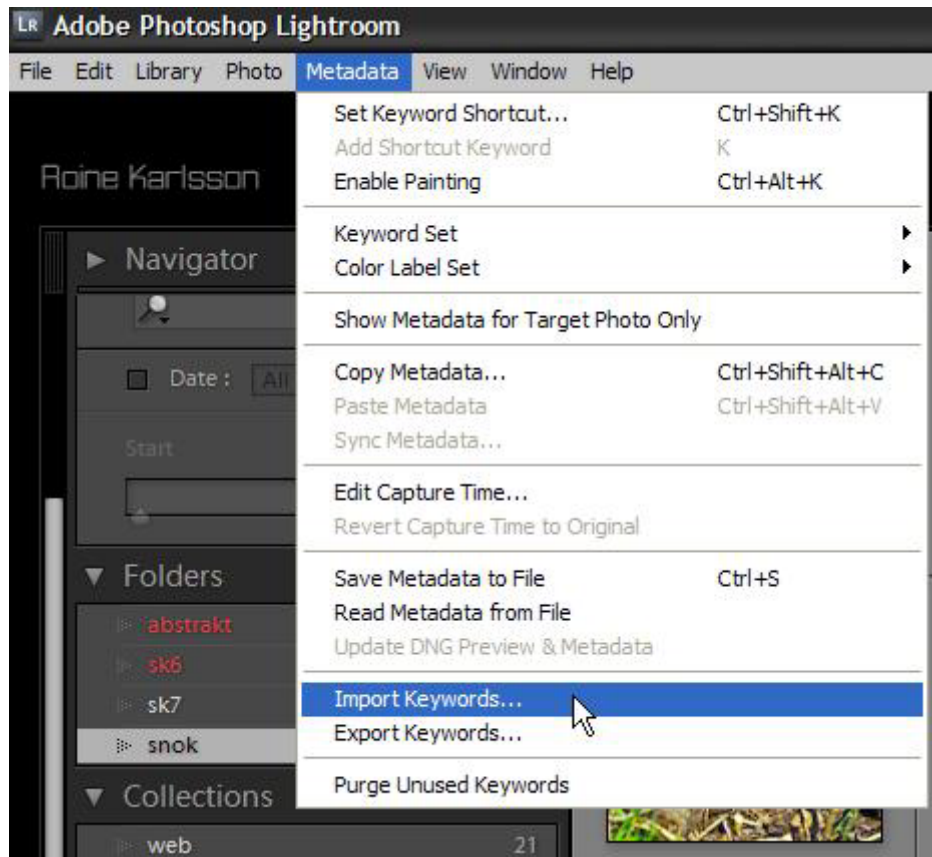 LR Adobe Photoshop Lightroom
File Edit Library Photo Metadata View Window Help
Roine Karlsson
Navigator
Date : All
Start
Folders
abstrakt
sk6
sk7
snok
Collections
web 21
Set Keyword Shortcut... Ctrl+Shift+K
Add Shortcut Keyword K
Enable Painting Ctrl+Alt+K
Keyword Set
Color Label Set
Show Metadata for Target Photo Only
Copy Metadata... Ctrl+Shift+Alt+C
Paste Metadata Ctrl+Shift+Alt+V
Sync Metadata...
Edit Capture Time...
Revert Capture Time to Original
Save Metadata to File Ctrl+S
Read Metadata from File
Update DNG Preview & Metadata
Import Keywords...
Export Keywords...
Purge Unused Keywords